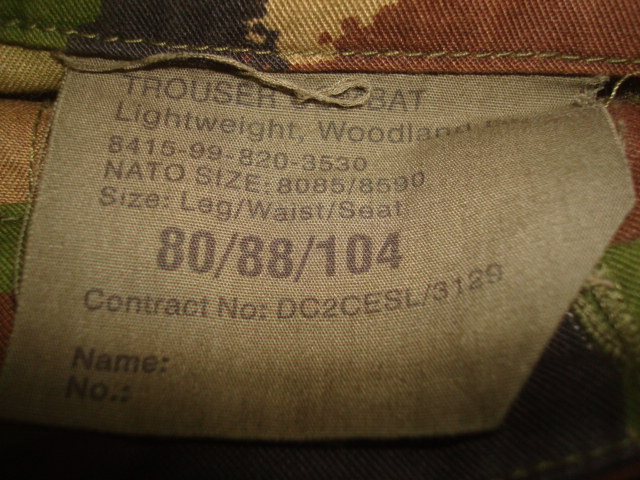 TROUSER COMBAT
Lightweight, Woodland
8415-99-820-3530
NATO SIZE: 8085/8590
Size: Leg/Waist/Seat
80/88/104
Contract No: DC2CESL/3129
Name:
No.: